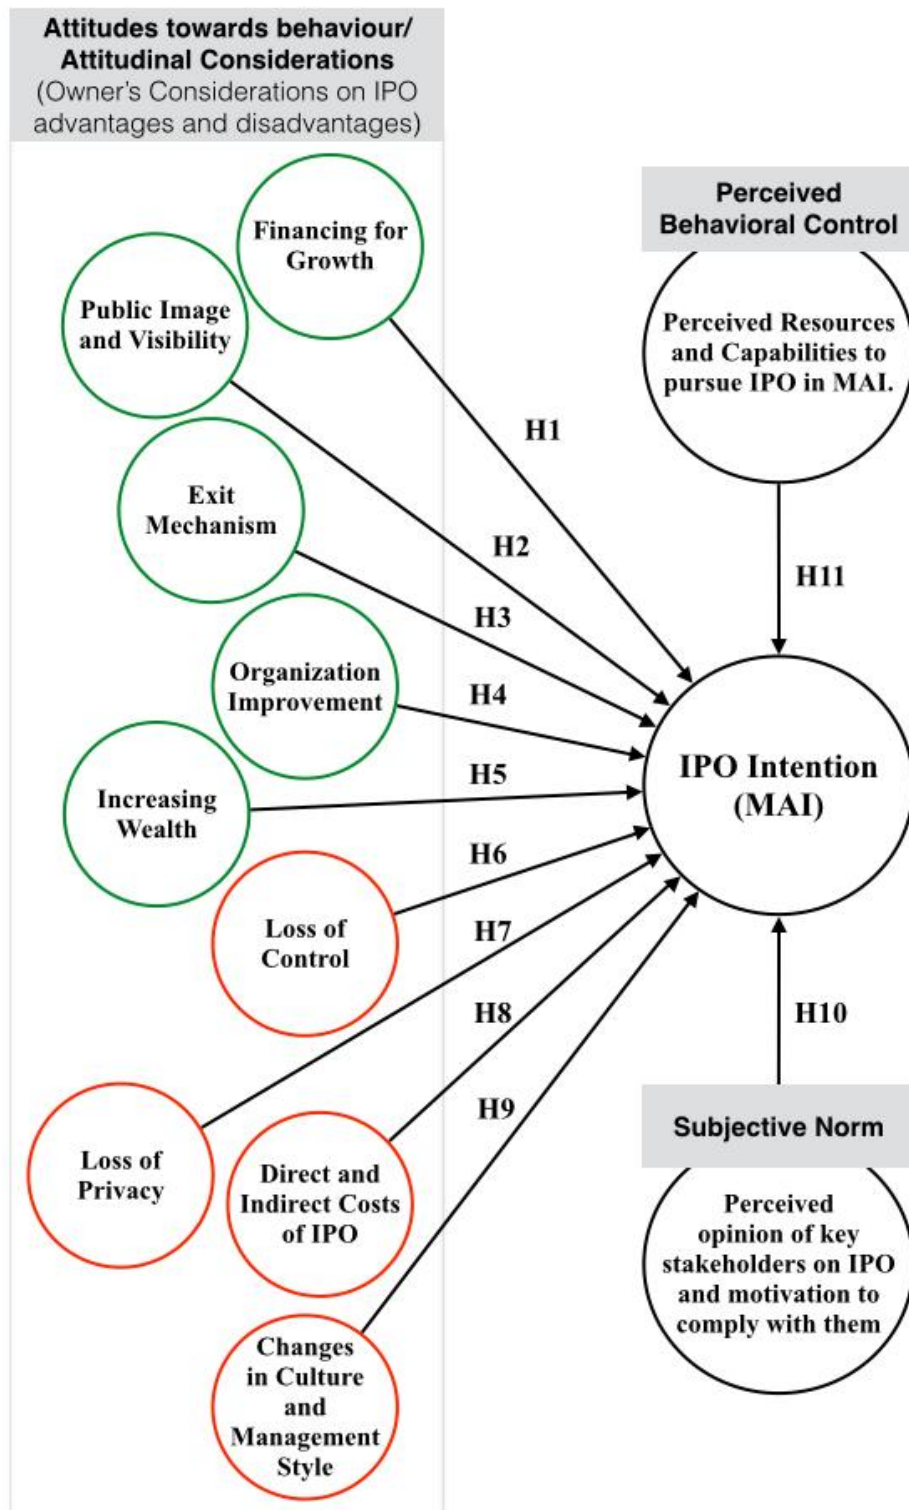 Attitudes towards behaviour/
Attitudinal Considerations
(Owner's Considerations on IPO
advantages and disadvantages)
Financing for
Growth
Public Image
and Visibility
Exit
Mechanism
Organization
Improvement
Increasing
Wealth
Loss of
Control
Loss of
Privacy
Direct and
Indirect Costs
of IPO
Changes
in Culture
and
Management
Style
H1
H2
H3
H4
H5
H6
H7
H8
H9
Perceived
Behavioral Control
Perceived Resources
and Capabilities to
pursue IPO in MAI.
H11
IPO Intention
(MAI)
H10
Subjective Norm
Perceived
opinion of key
stakeholders on IPO
and motivation to
comply with them